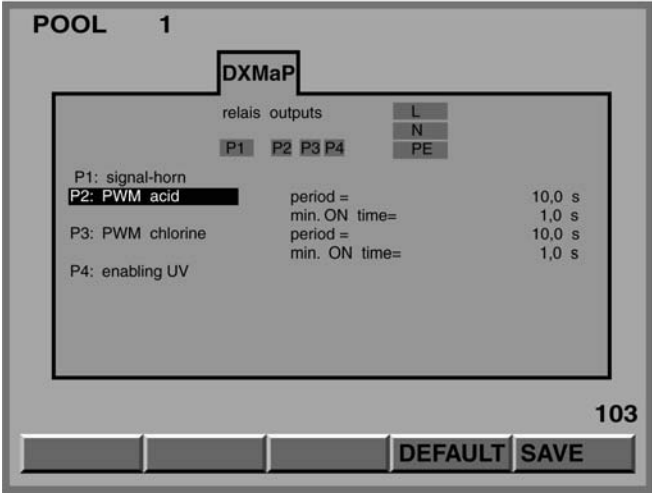 POOL 1
DXMaP
relais outputs L
N
P1 P2 P3 P4 PE
P1: signal-horn
P2: PWM acid period = 10,0 s
min. ON time= 1,0 s
P3: PWM chlorine period = 10,0 s
min. ON time= 1,0 s
P4: enabling UV
103
DEFAULT SAVE